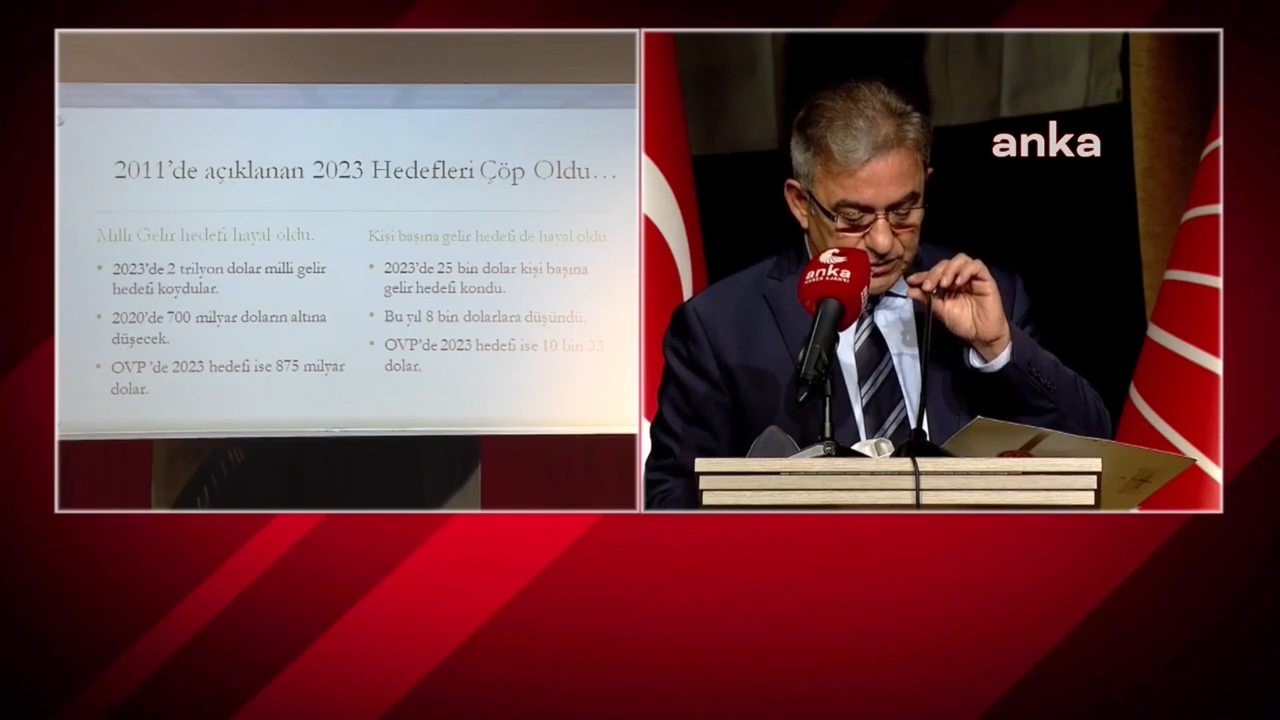 2011’de açıklanan 2023 Hedefleri Çöp Oldu…
Milli Gelir hedefi hayal oldu.
• 2023’de 2 trilyon dolar milli gelir
hedefi koydular.
• 2020’de 700 milyar doların altına
düşecek.
• OVP ’de 2023 hedefi ise 875 milyar
dolar.
Kişi başına gelir hedefi de hayal oldu
• 2023’de 25 bin dolar kişi başına
gelir hedefi kondu.
• Bu yıl 8 bin dolarlara düşündü.
• OVP’de 2023 hedefi ise 10 bin 33
dolar.
anka
anka
HABER AJANSI